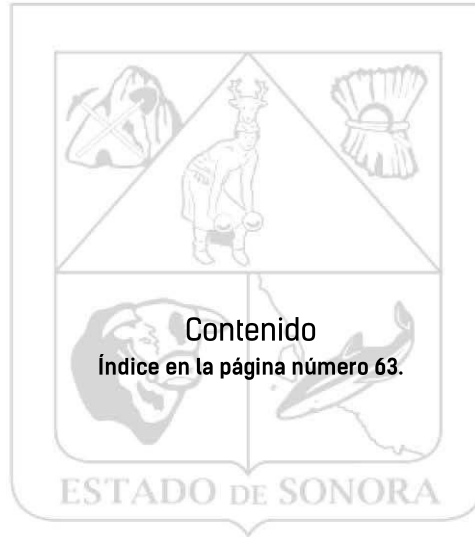 Contenido
Índice en la página número 63.
ESTADO DE SONORA